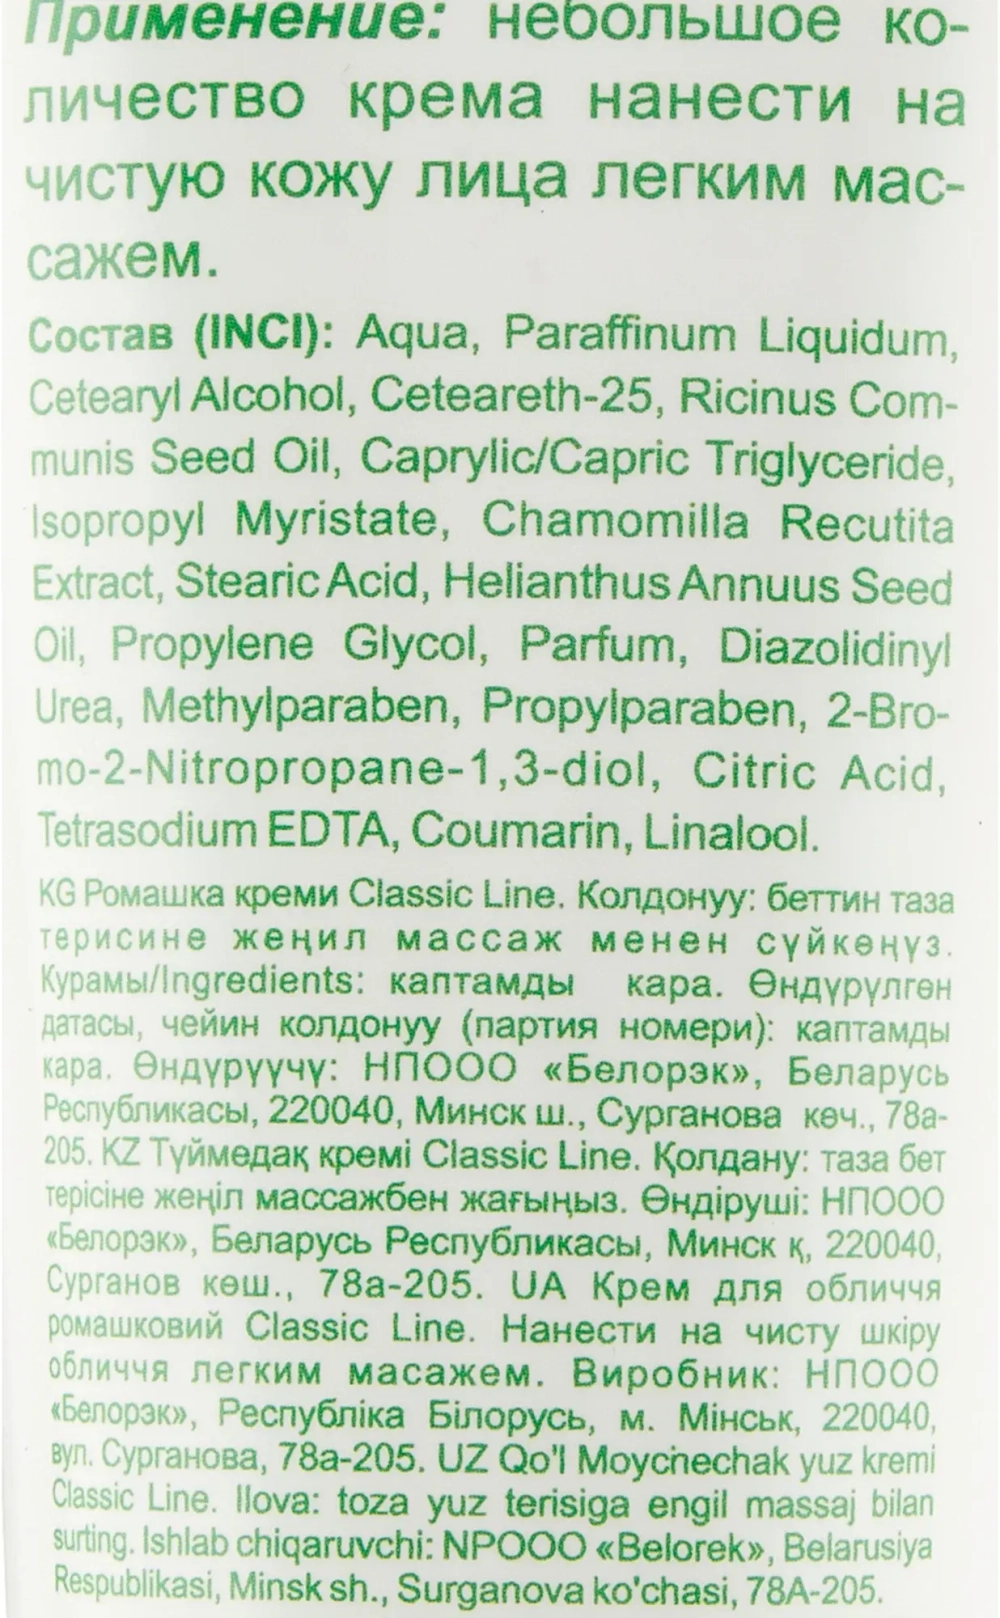 Применение: небольшое ко-
личество крема нанести на
чистую кожу лица легким мас-
сажем.
Состав (INCI): Aqua, Paraffinum Liquidum,
Cetearyl Alcohol, Ceteareth-25, Ricinus Com-
munis Seed Oil, Caprylic/Capric Triglyceride,
Isopropyl Myristate, Chamomilla Recutita
Extract, Stearic Acid, Helianthus Annuus Seed
Oil, Propylene Glycol, Parfum, Diazolidinyl
Urea, Methylparaben, Propylparaben, 2-Bro-
mo-2-Nitropropane-1,3-diol, Citric Acid,
Tetrasodium EDTA, Coumarin, Linalool.
KG Ромашка креми Classic Line. Колдонуу: беттин таза
терисине жеңил массаж менен сүйкөңүз.
Курамы/Ingredients: каптамды кара. Өндүрүлгөн
датасы, чейин колдонуу (партия номери): каптамды
кара. Өндүрүүчү: НПООО «Белорэк», Беларусь
Республикасы, 220040, Минск ш., Сурганова көч., 78а-
205. KZ Түймедақ кремі Classic Line. Қолдану: таза бет
терісіне жеңіл массажбен жағыңыз. Өндіруші: НПООО
«Белорэк», Беларусь Республикасы, Минск қ, 220040,
Сурганов көш., 78а-205. UA Крем для обличчя
ромашковий Classic Line. Нанести на чисту шкіру
обличчя легким масажем. Виробник: НПООО
«Белорэк», Республіка Білорусь, м. Мінськ, 220040,
вул. Сурганова, 78а-205. UZ Qo'l Moychechak yuz kremi
Classic Line. Ilova: toza yuz terisiga engil massaj bilan
surting. Ishlab chiqaruvchi: NPOOO «Belorek», Belarusiya
Respublikasi, Minsk sh., Surganova ko'chasi, 78A-205.